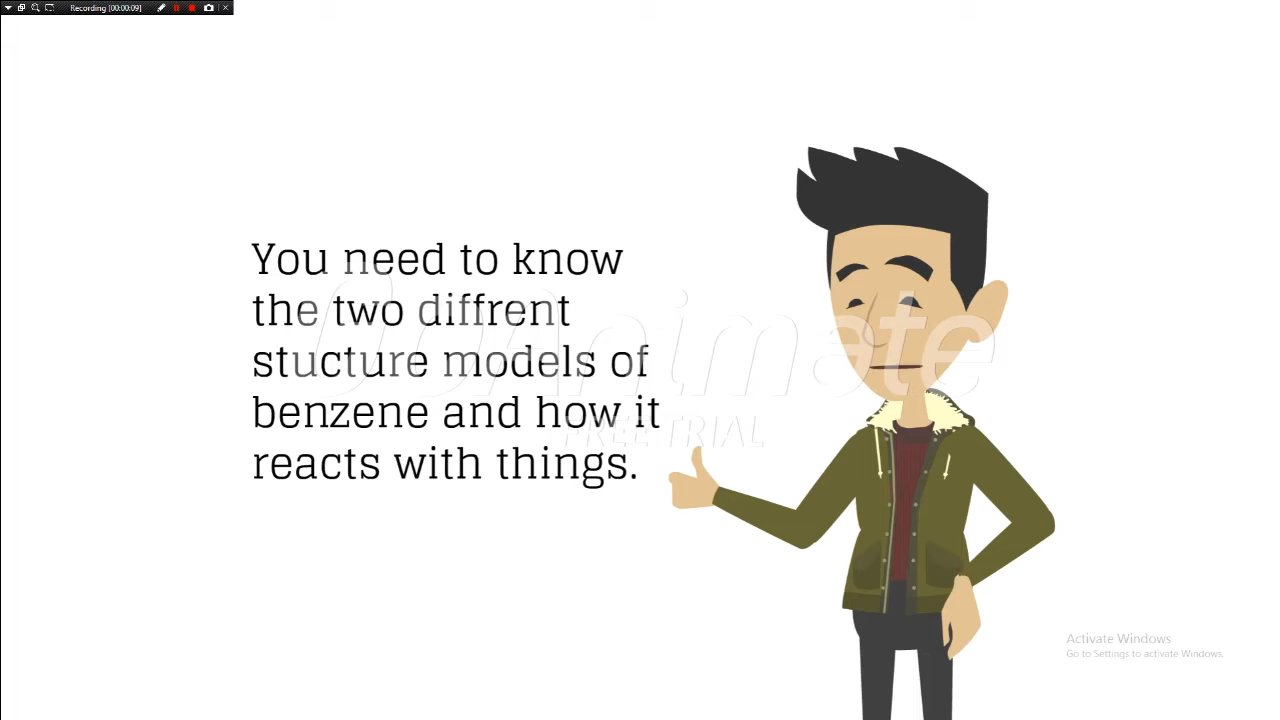 Recording [00:00:09]
You need to know
the two diffrent
stucture models of
benzene and how it
reacts with things.
GoAnimate
FREE TRIAL
Activate Windows
Go to Settings to activate Windows.